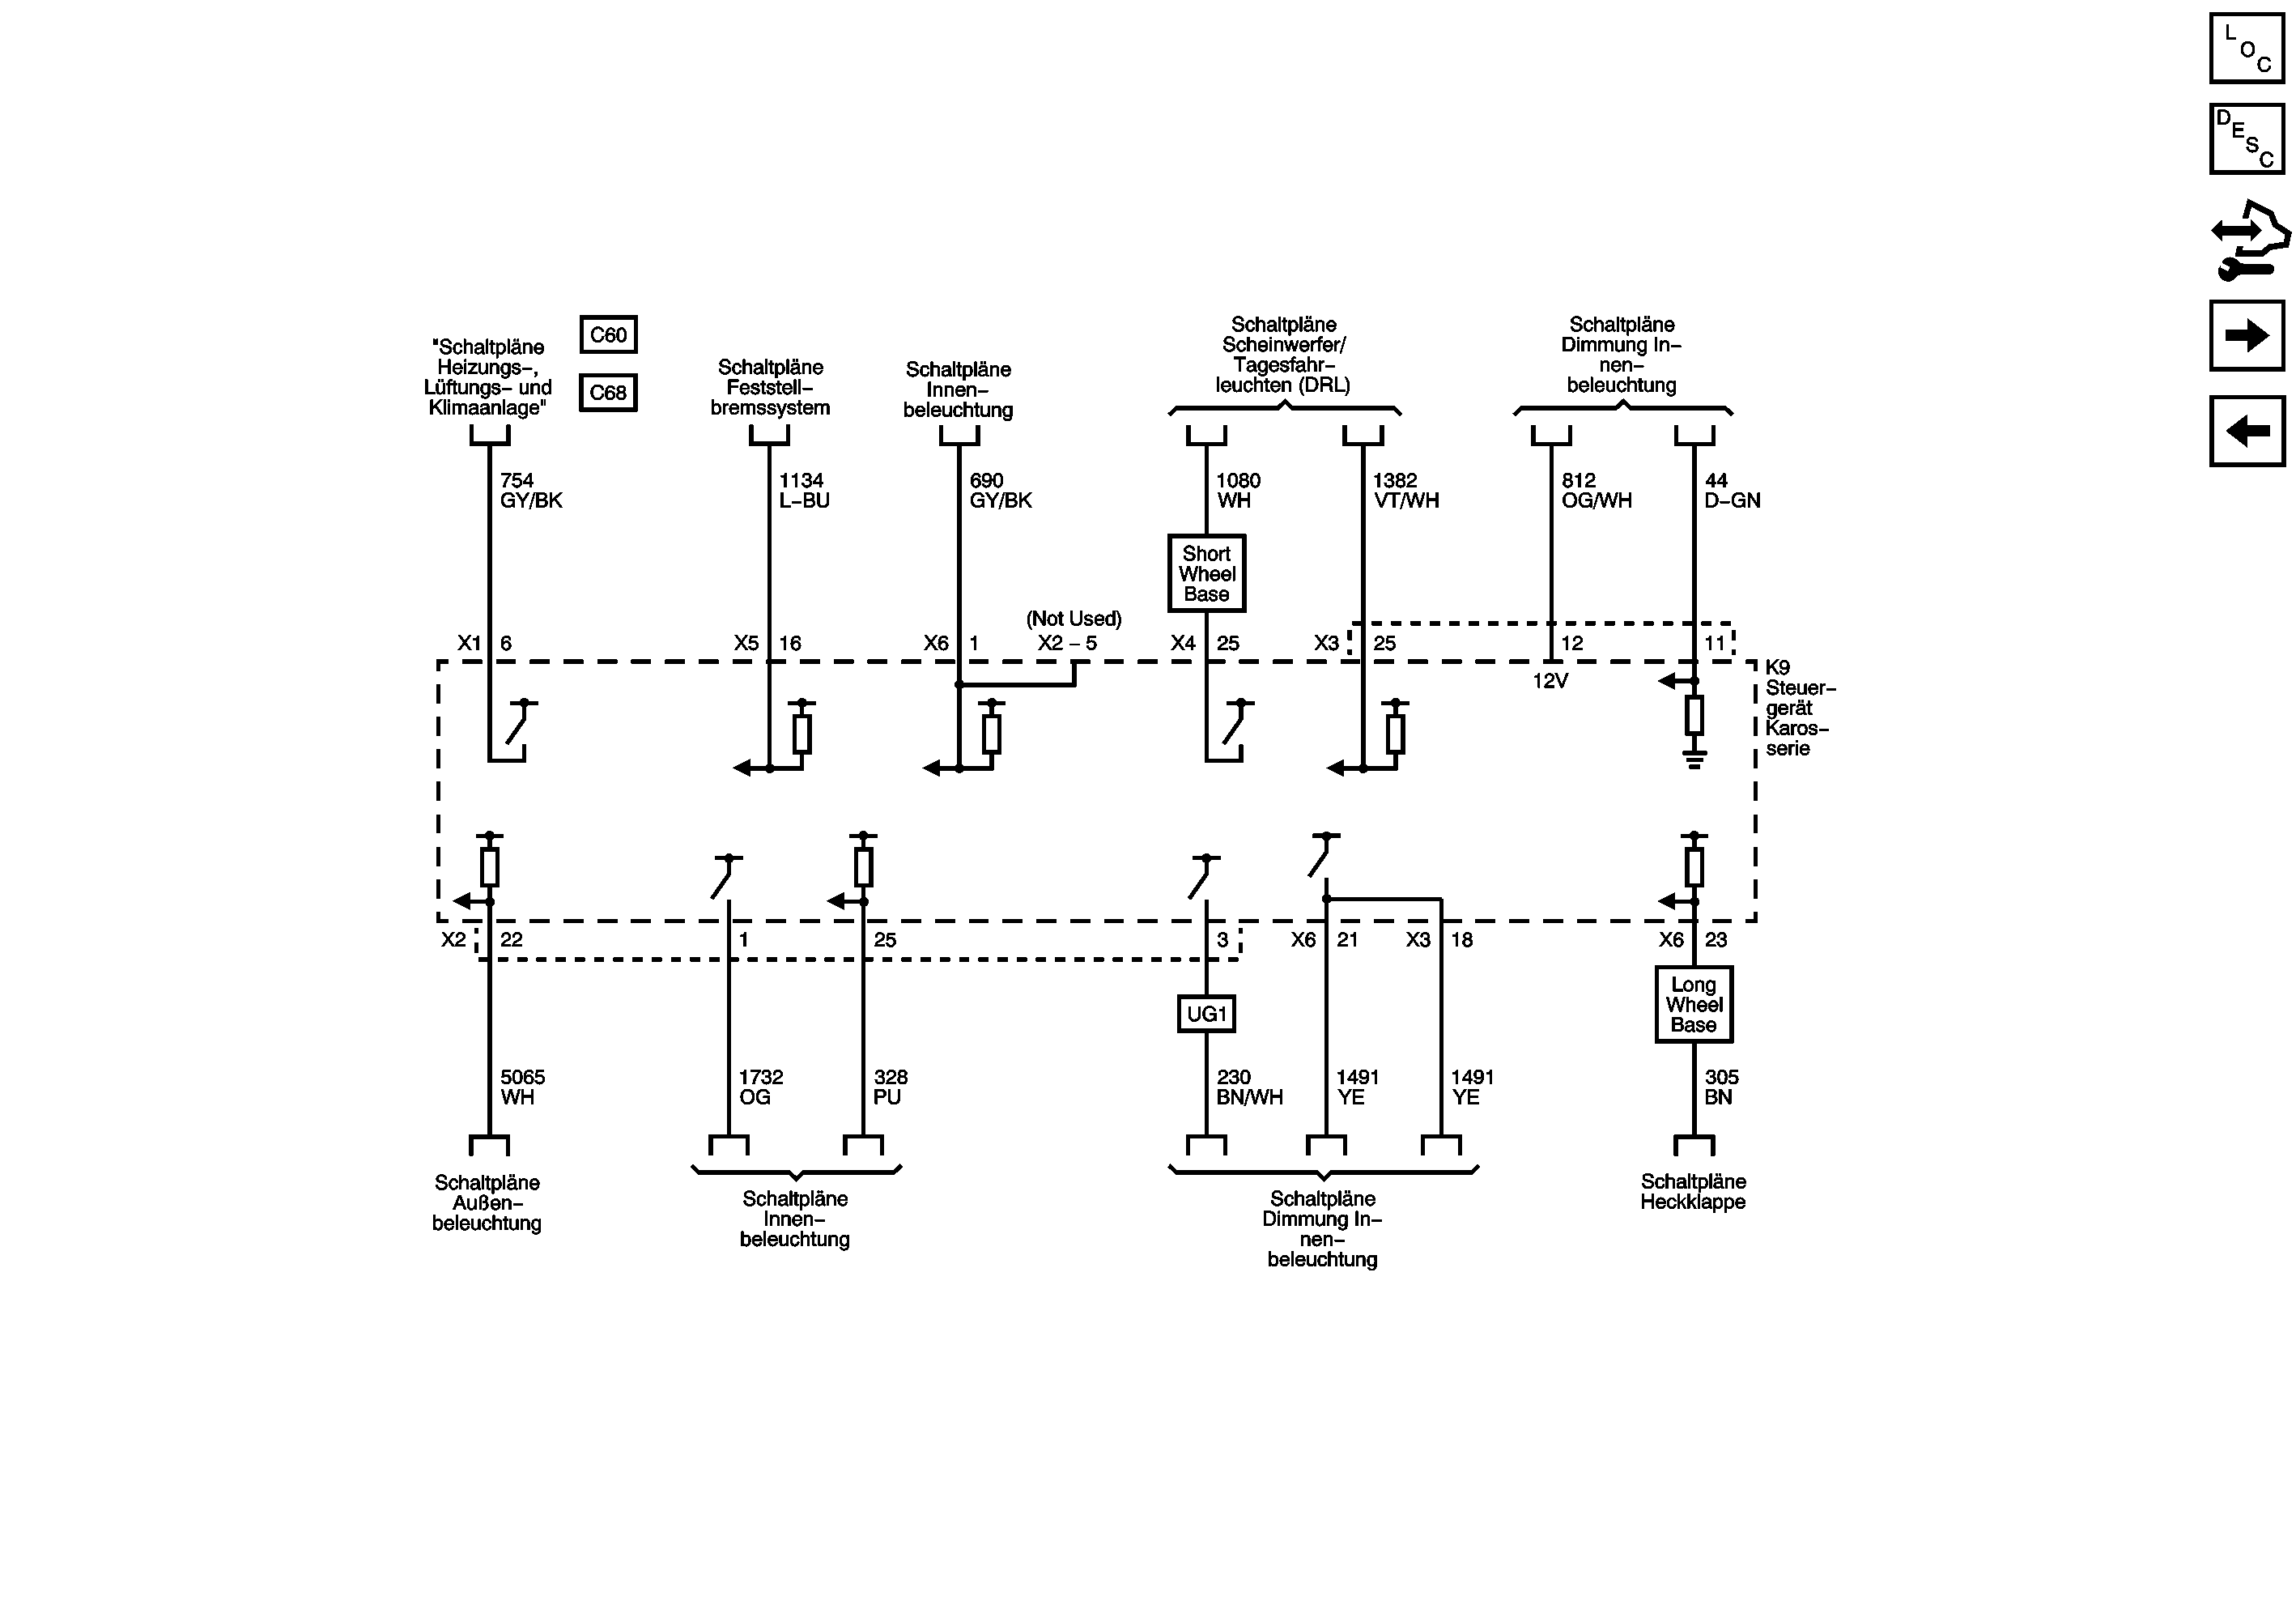 L
O
C
D
E
S
C
"Schaltpläne
Heizungs–,
Lüftungs– und
Klimaanlage"
C60
C68
Schaltpläne
Feststell–
bremssystem
Schaltpläne
Innen–
beleuchtung
Schaltpläne
Scheinwerfer/
Tagesfahr–
leuchten (DRL)
Schaltpläne
Dimmung In–
nen–
beleuchtung
754
GY/BK
1134
L–BU
690
GY/BK
1080
WH
1382
VT/WH
812
OG/WH
44
D–GN
Short
Wheel
Base
(Not Used)
X1 6
X5 16
X6 1
X2 – 5
X4 25
X3 25
12
11
12V
K9
Steuer–
gerät
Karos–
serie
X2 22
1
25
3
X6 21
X3 18
X6 23
UG1
Long
Wheel
Base
5065
WH
1732
OG
328
PU
230
BN/WH
1491
YE
1491
YE
305
BN
Schaltpläne
Außen–
beleuchtung
Schaltpläne
Innen–
beleuchtung
Schaltpläne
Dimmung In–
nen–
beleuchtung
Schaltpläne
Heckklappe